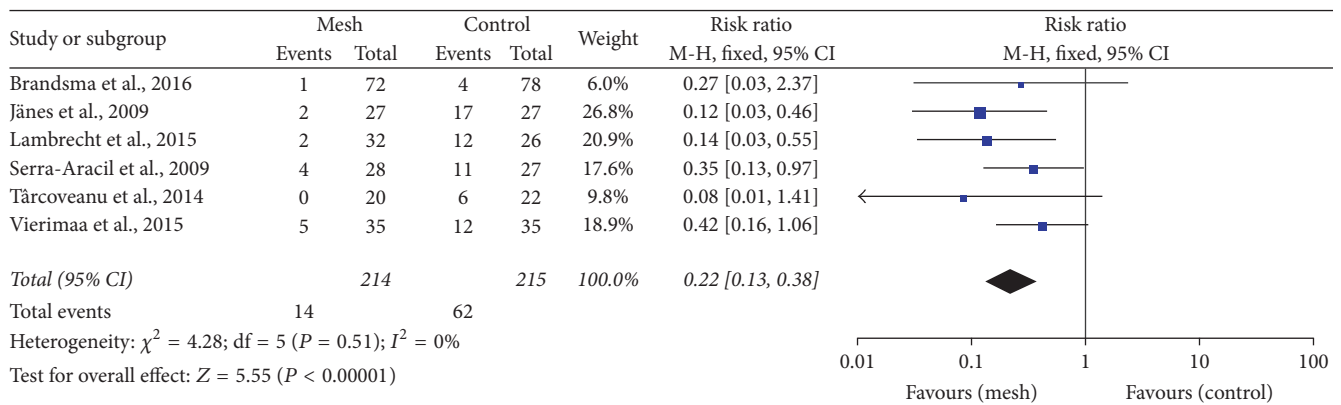 Mesh Control Risk ratio Risk ratio
Study or subgroup Weight
Events Total Events Total M-H, fixed, 95% CI M-H, fixed, 95% CI
Brandsma et al., 2016 1 72 4 78 6.0% 0.27 [0.03, 2.37]
Jänes et al., 2009 2 27 17 27 26.8% 0.12 [0.03, 0.46]
Lambrecht et al., 2015 2 32 12 26 20.9% 0.14 [0.03, 0.55]
Serra-Aracil et al., 2009 4 28 11 27 17.6% 0.35 [0.13, 0.97]
Târcoveanu et al., 2014 0 20 6 22 9.8% 0.08 [0.01, 1.41]
Vierimaa et al., 2015 5 35 12 35 18.9% 0.42 [0.16, 1.06]
Total (95% CI) 214 215 100.0% 0.22 [0.13, 0.38]
Total events 14 62
Heterogeneity: χ² = 4.28; df = 5 (P = 0.51); I² = 0%
Test for overall effect: Z = 5.55 (P < 0.00001)
0.01 0.1 1 10 100
Favours (mesh) Favours (control)